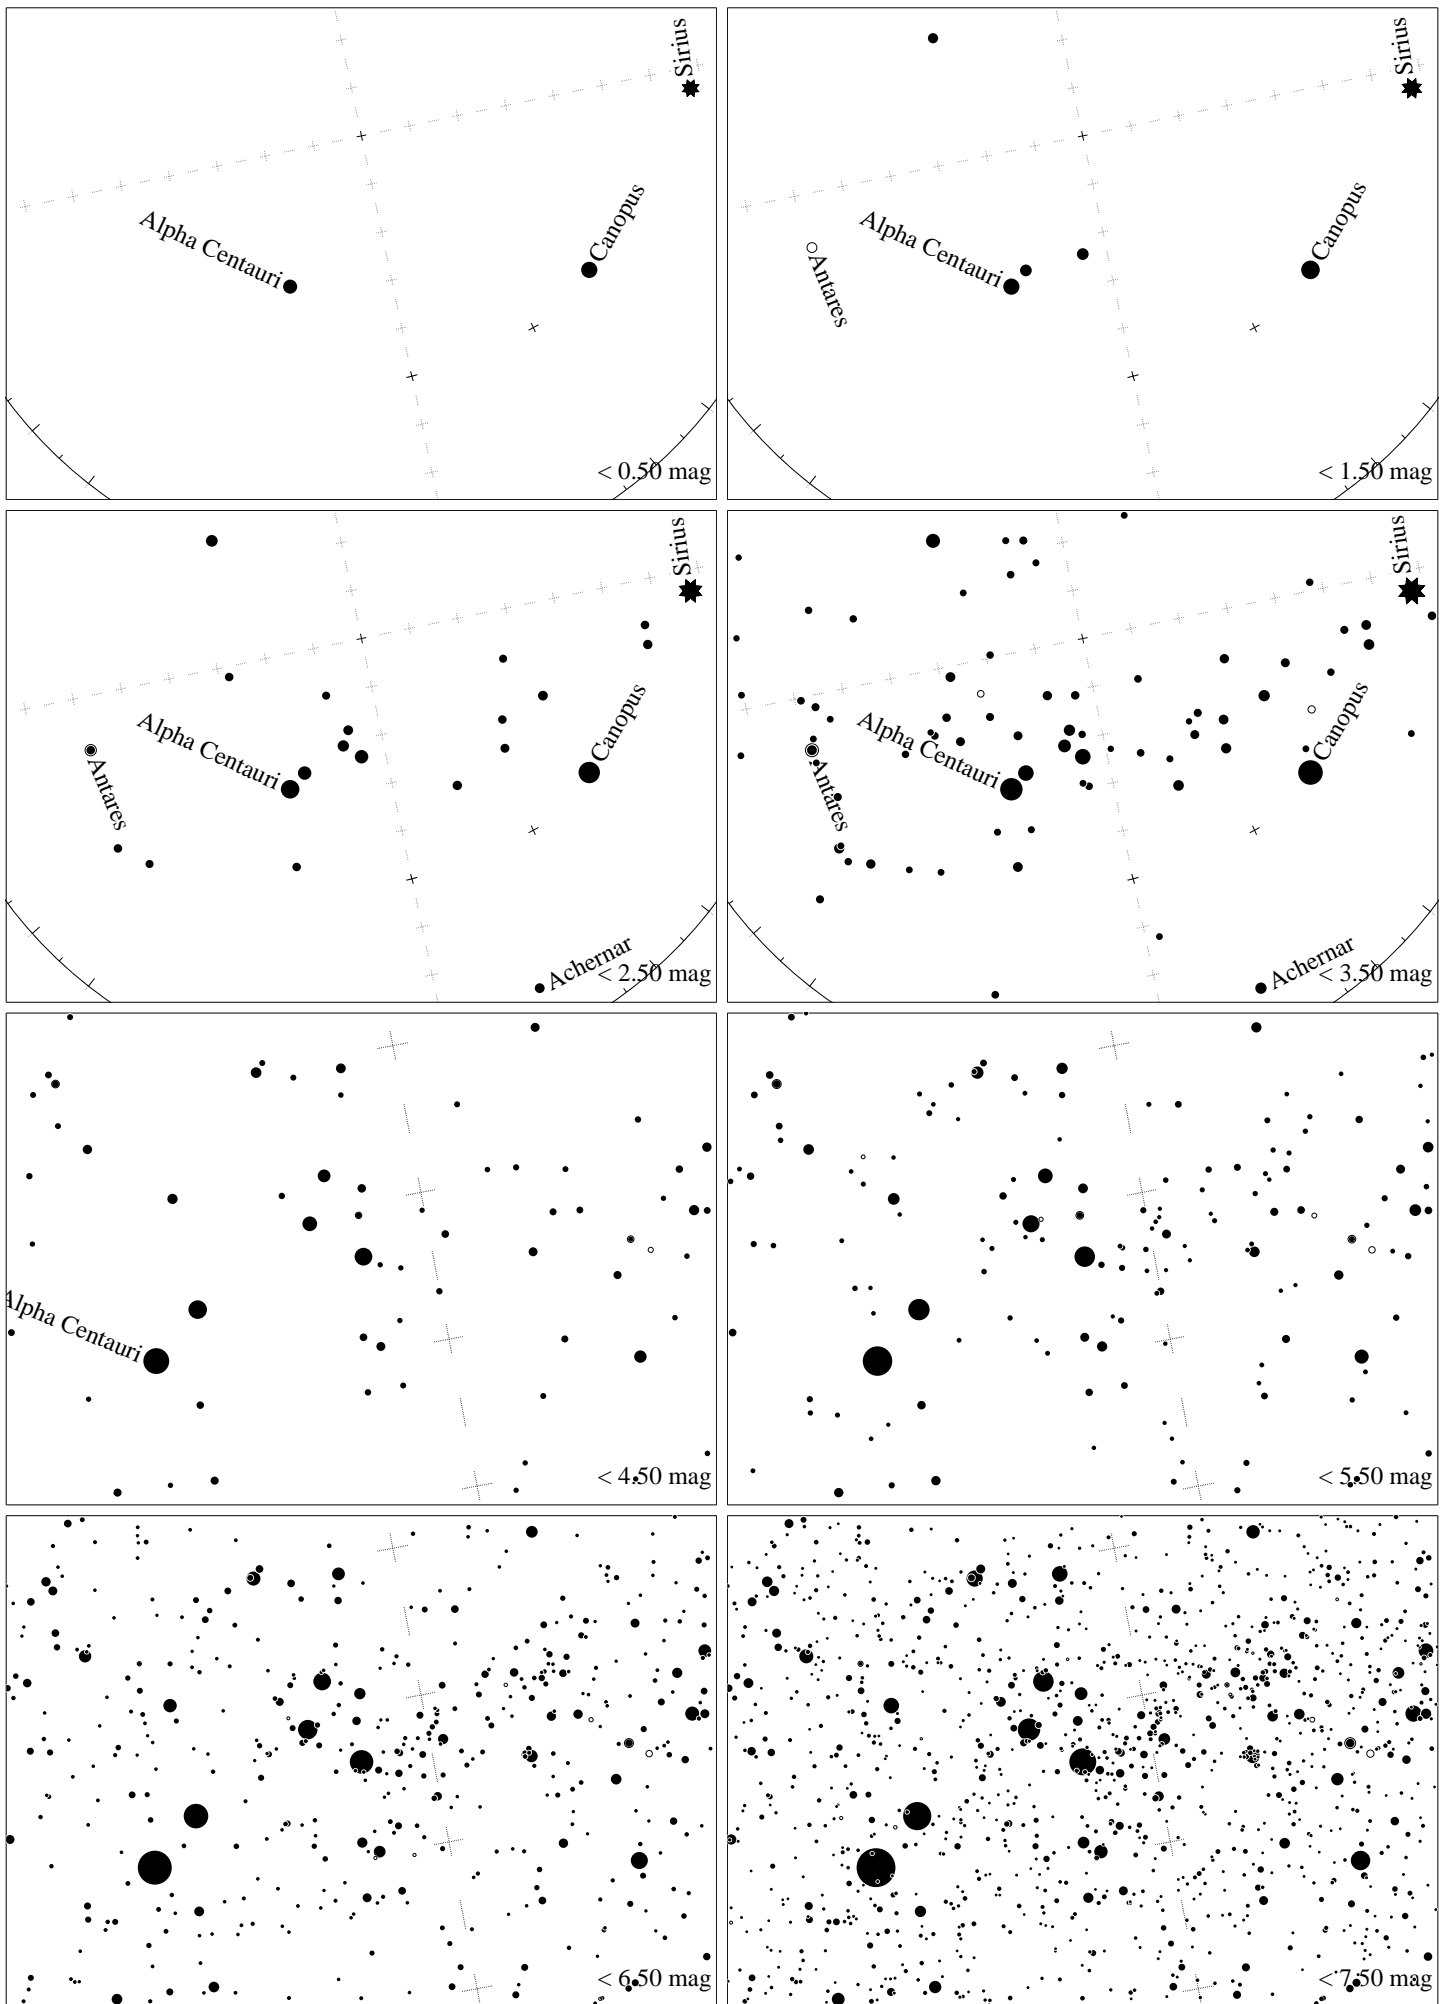 Sirius
Alpha Centauri
Canopus
< 0.50 mag
Sirius
Antares
Alpha Centauri
Canopus
< 1.50 mag
Sirius
Antares
Alpha Centauri
Canopus
Achernar
< 2.50 mag
Sirius
Antares
Alpha Centauri
Canopus
Achernar
< 3.50 mag
Alpha Centauri
< 4.50 mag
< 5.50 mag
< 6.50 mag
< 7.50 mag